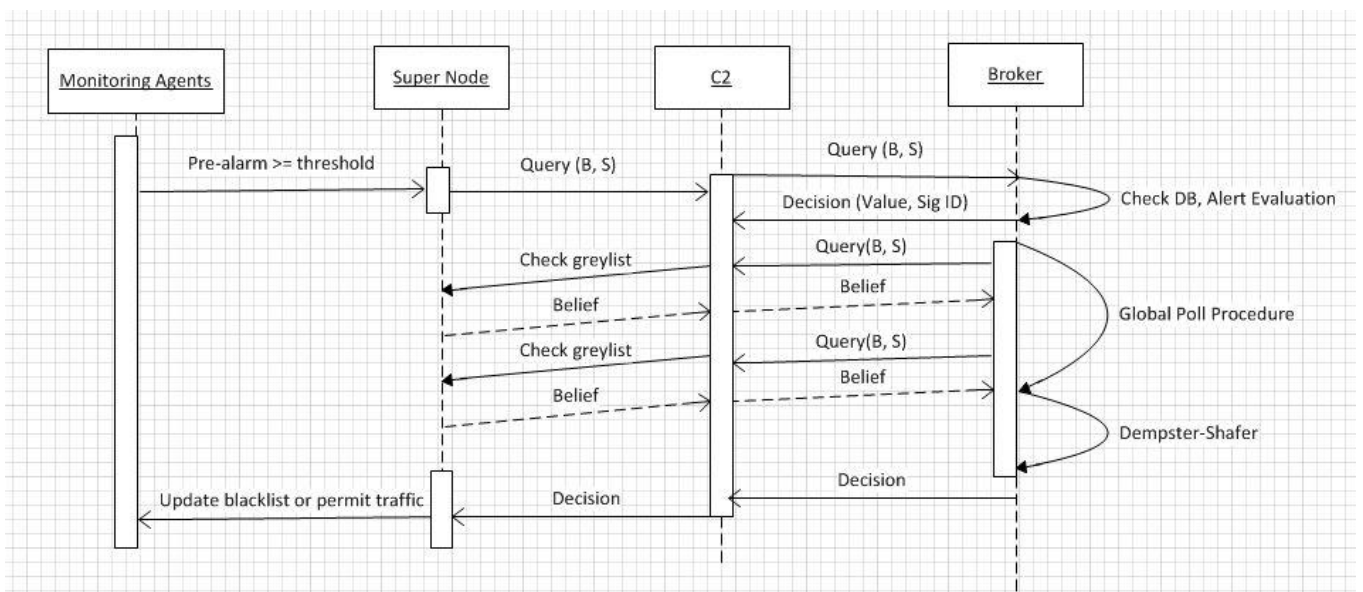 Monitoring Agents
Super Node
C2
Broker
Pre-alarm >= threshold
Query (B, S)
Query (B, S)
Check DB, Alert Evaluation
Decision (Value, Sig ID)
Query(B, S)
Check greylist
Belief
Belief
Global Poll Procedure
Query(B, S)
Check greylist
Belief
Belief
Dempster-Shafer
Decision
Decision
Update blacklist or permit traffic